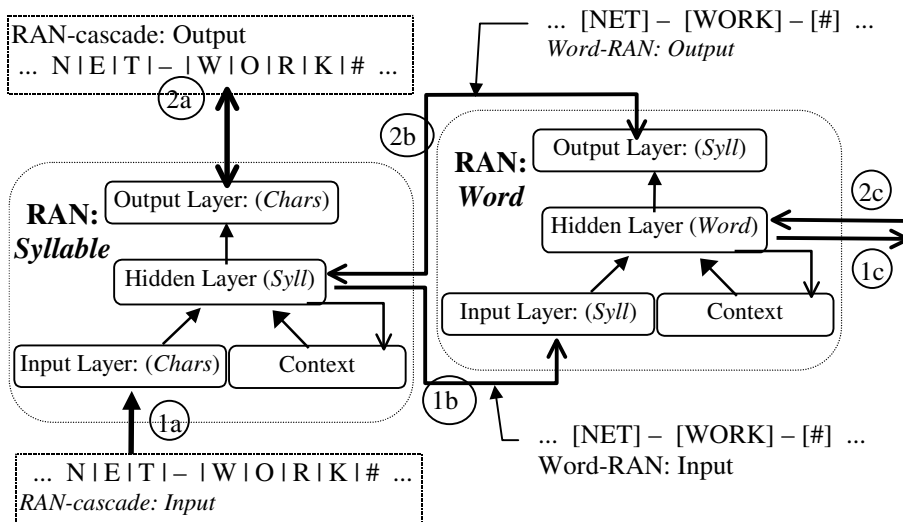 RAN-cascade: Output
... N | E | T | – | W | O | R | K | # ...
2a
RAN:
Syllable
Output Layer: (Chars)
Hidden Layer (Syll)
Input Layer: (Chars)
Context
1a
... N | E | T | – | W | O | R | K | # ...
RAN-cascade: Input
... [NET] – [WORK] – [#] ...
Word-RAN: Output
2b
RAN:
Word
Output Layer: (Syll)
Hidden Layer (Word)
Input Layer: (Syll)
Context
2c
1c
1b
... [NET] – [WORK] – [#] ...
Word-RAN: Input